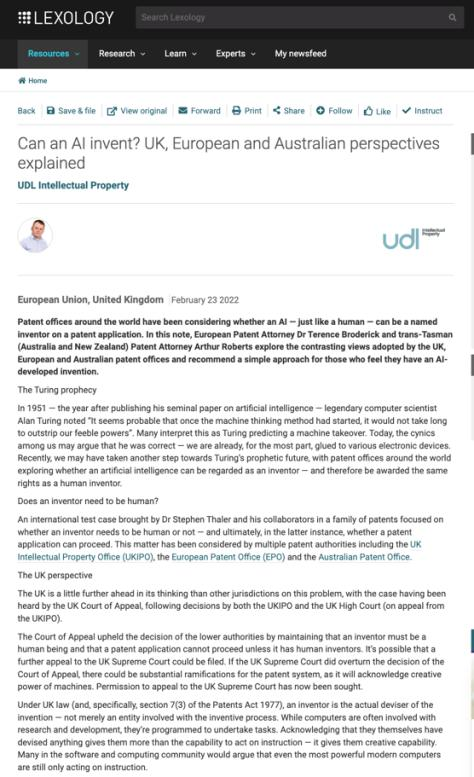 LEXOLOGY
Search Lexology
Resources
Research
Learn
Experts
My newsfeed
Home
Back
Save & file
View original
Forward
Print
Share
Follow
Like
Instruct
Can an AI invent? UK, European and Australian perspectives
explained
UDL Intellectual Property
udl Intellectual
Property
European Union, United Kingdom February 23 2022
Patent offices around the world have been considering whether an AI — just like a human — can be a named
inventor on a patent application. In this note, European Patent Attorney Dr Terence Broderick and trans-Tasman
(Australia and New Zealand) Patent Attorney Arthur Roberts explore the contrasting views adopted by the UK,
European and Australian patent offices and recommend a simple approach for those who feel they have an AI-
developed invention.
The Turing prophecy
In 1951 — the year after publishing his seminal paper on artificial intelligence — legendary computer scientist
Alan Turing noted "It seems probable that once the machine thinking method had started, it would not take long
to outstrip our feeble powers". Many interpret this as Turing predicting a machine takeover. Today, the cynics
among us may argue that he was correct — we are already, for the most part, glued to various electronic devices.
Recently, we may have taken another step towards Turing's prophetic future, with patent offices around the world
exploring whether an artificial intelligence can be regarded as an inventor — and therefore be awarded the same
rights as a human inventor.
Does an inventor need to be human?
An international test case brought by Dr Stephen Thaler and his collaborators in a family of patents focused on
whether an inventor needs to be human or not — and ultimately, in the latter instance, whether a patent
application can proceed. This matter has been considered by multiple patent authorities including the UK
Intellectual Property Office (UKIPO), the European Patent Office (EPO) and the Australian Patent Office.
The UK perspective
The UK is a little further ahead in its thinking than other jurisdictions on this problem, with the case having been
heard by the UK Court of Appeal, following decisions by both the UKIPO and the UK High Court (on appeal from
the UKIPO).
The Court of Appeal upheld the decision of the lower authorities by maintaining that an inventor must be a
human being and that a patent application cannot proceed unless it has human inventors. It's possible that a
further appeal to the UK Supreme Court could be filed. If the UK Supreme Court did overturn the decision of the
Court of Appeal, there could be substantial ramifications for the patent system, as it will acknowledge creative
power of machines. Permission to appeal to the UK Supreme Court has now been sought.
Under UK law (and, specifically, section 7(3) of the Patents Act 1977), an inventor is the actual deviser of the
invention — not merely an entity involved with the inventive process. While computers are often involved with
research and development, they're programmed to undertake tasks. Acknowledging that they themselves have
devised anything gives them more than the capability to act on instruction — it gives them creative capability.
Many in the software and computing community would argue that even the most powerful modern computers
are still only acting on instruction.